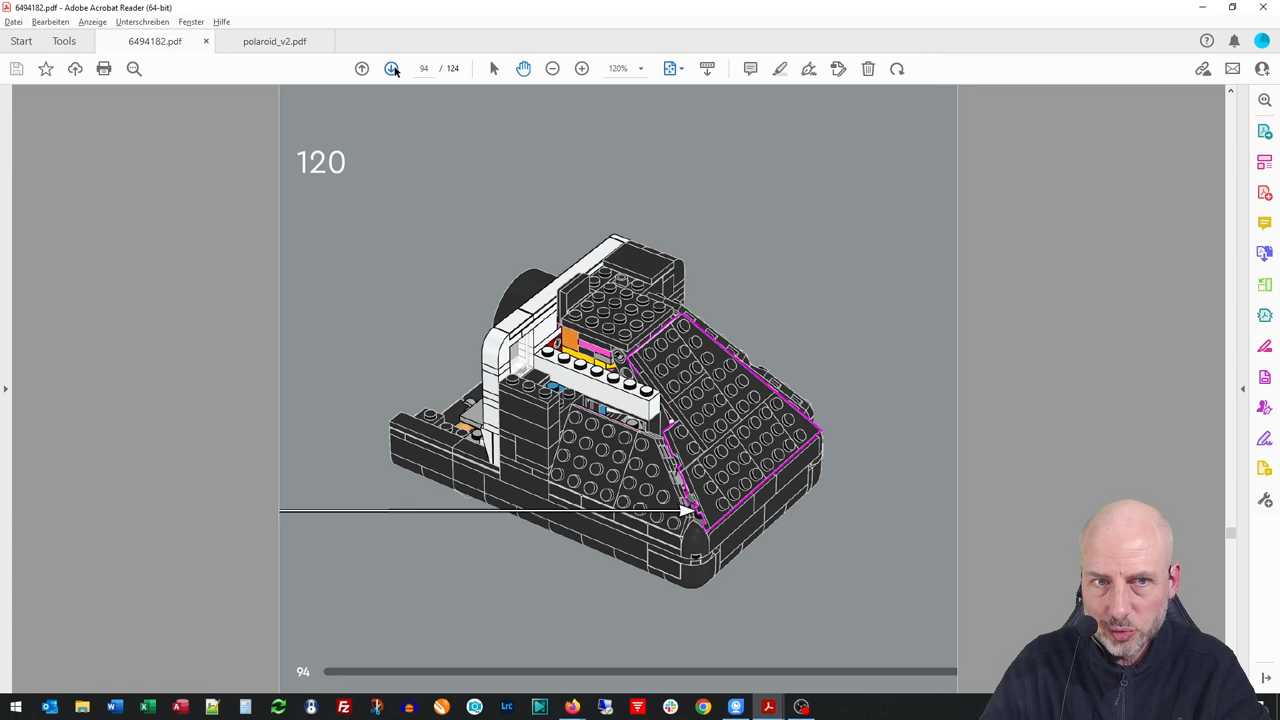 6494182.pdf - Adobe Acrobat Reader (64-bit)
Datei Bearbeiten Anzeige Unterschreiben Fenster Hilfe
Start Tools 6494182.pdf × polaroid_v2.pdf
94 / 124 120%
120
94
Lrc